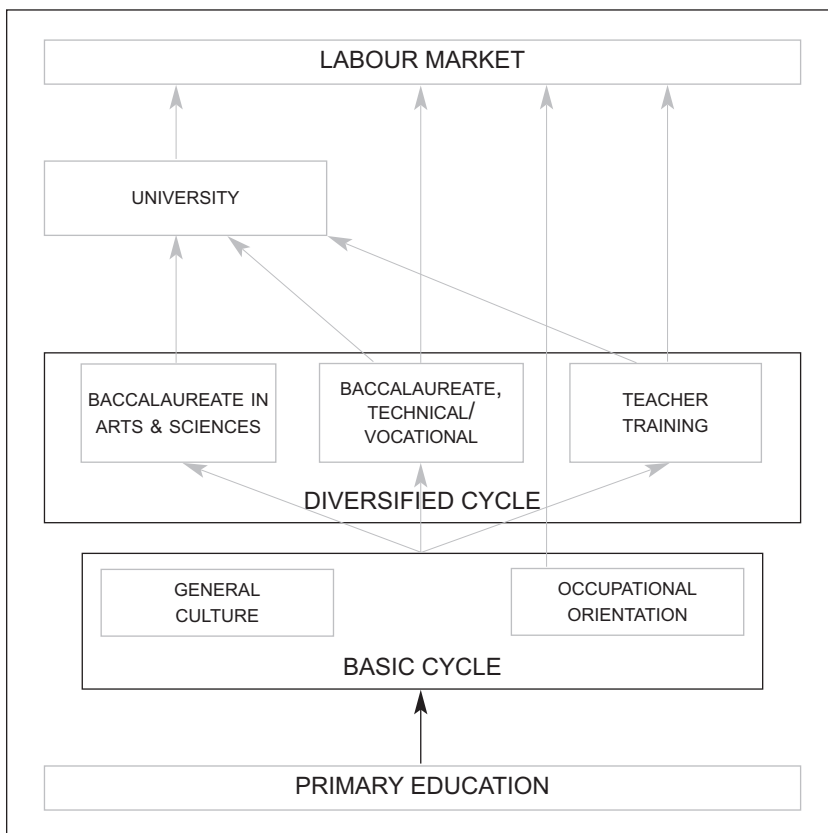 LABOUR MARKET
UNIVERSITY
BACCALAUREATE IN
ARTS & SCIENCES
BACCALAUREATE,
TECHNICAL/
VOCATIONAL
TEACHER
TRAINING
DIVERSIFIED CYCLE
GENERAL
CULTURE
OCCUPATIONAL
ORIENTATION
BASIC CYCLE
PRIMARY EDUCATION